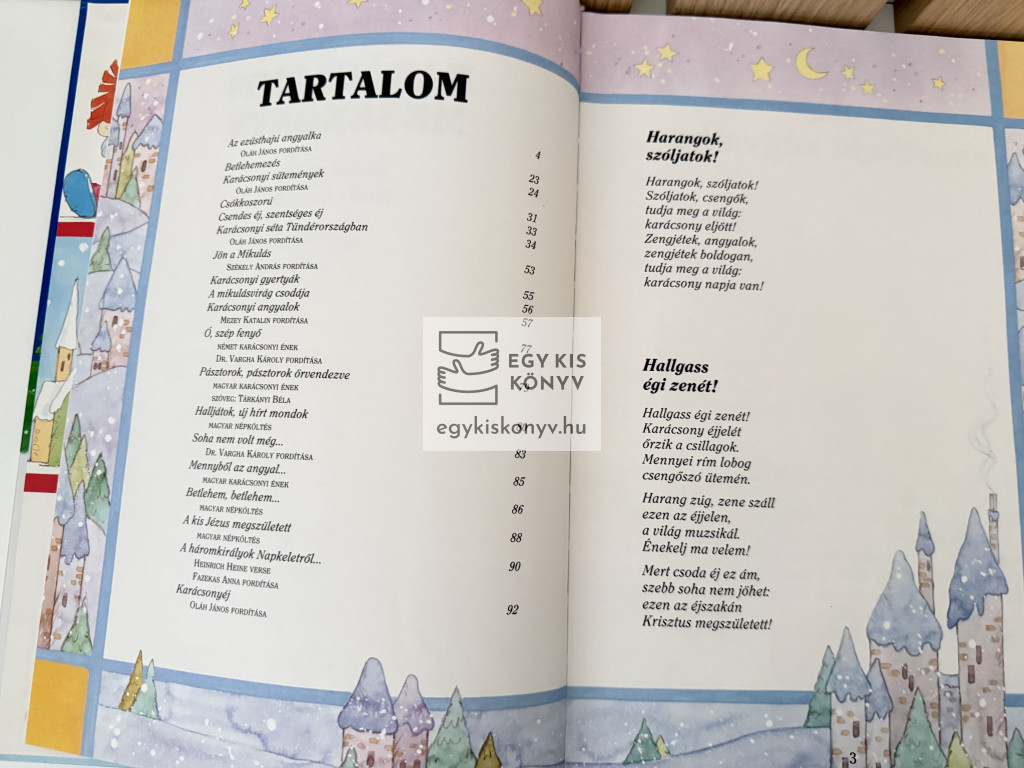 TARTALOM
Az ezüsthajú angyalka 4
OLÁH JÁNOS FORDÍTÁSA
Betlehemezés 23
Karácsonyi sütemények 24
OLÁH JÁNOS FORDÍTÁSA
Csókkoszorú 31
Csendes éj, szentséges éj 33
Karácsonyi séta Tündérországban 34
OLÁH JÁNOS FORDÍTÁSA
Jön a Mikulás 53
SZÉKELY ANDRÁS FORDÍTÁSA
Karácsonyi gyertyák 55
A mikulásvirág csodája 56
Karácsonyi angyalok 57
MEZEY KATALIN FORDÍTÁSA
Ó, szép fenyő 77
NÉMET KARÁCSONYI ÉNEK
DR. VARGHA KÁROLY FORDÍTÁSA
Pásztorok, pásztorok örvendezve 79
MAGYAR KARÁCSONYI ÉNEK
SZÖVEG: TÁRKÁNYI BÉLA
Halljátok, új hírt mondok
MAGYAR NÉPKÖLTÉS
Soha nem volt még... 83
DR. VARGHA KÁROLY FORDÍTÁSA
Mennyből az angyal... 85
MAGYAR KARÁCSONYI ÉNEK
Betlehem, betlehem... 86
MAGYAR NÉPKÖLTÉS
A kis Jézus megszületett 88
MAGYAR NÉPKÖLTÉS
A háromkirályok Napkeletről... 90
HEINRICH HEINE VERSE
FAZEKAS ANNA FORDÍTÁSA
Karácsonyéj 92
OLÁH JÁNOS FORDÍTÁSA
EGY KIS
KÖNYV
egykiskonyv.hu
Harangok,
szóljatok!
Harangok, szóljatok!
Szóljatok, csengők,
tudja meg a világ:
karácsony eljött!
Zengjétek, angyalok,
zengjétek boldogan,
tudja meg a világ:
karácsony napja van!
Hallgass
égi zenét!
Hallgass égi zenét!
Karácsony éjjelét
őrzik a csillagok.
Mennyei rím lobog
csengőszó ütemén.
Harang zúg, zene száll
ezen az éjjelen,
a világ muzsikál.
Énekelj ma velem!
Mert csoda éj ez ám,
szebb soha nem jöhet:
ezen az éjszakán
Krisztus megszületett!
3